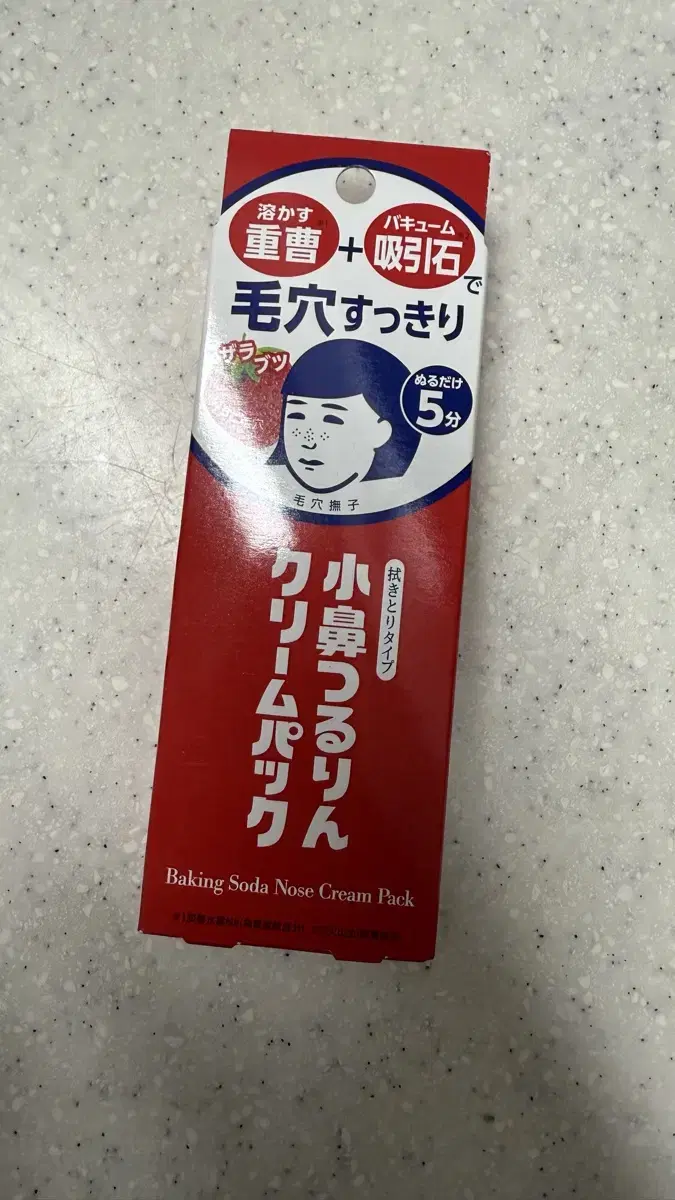 溶かす
重曹
※1
+
バキューム
吸引石
で
毛穴すっきり
ザラ
ブツ
ぬるだけ
5分
毛穴撫子
拭きとりタイプ
小鼻つるりん
クリームパック
Baking Soda Nose Cream Pack